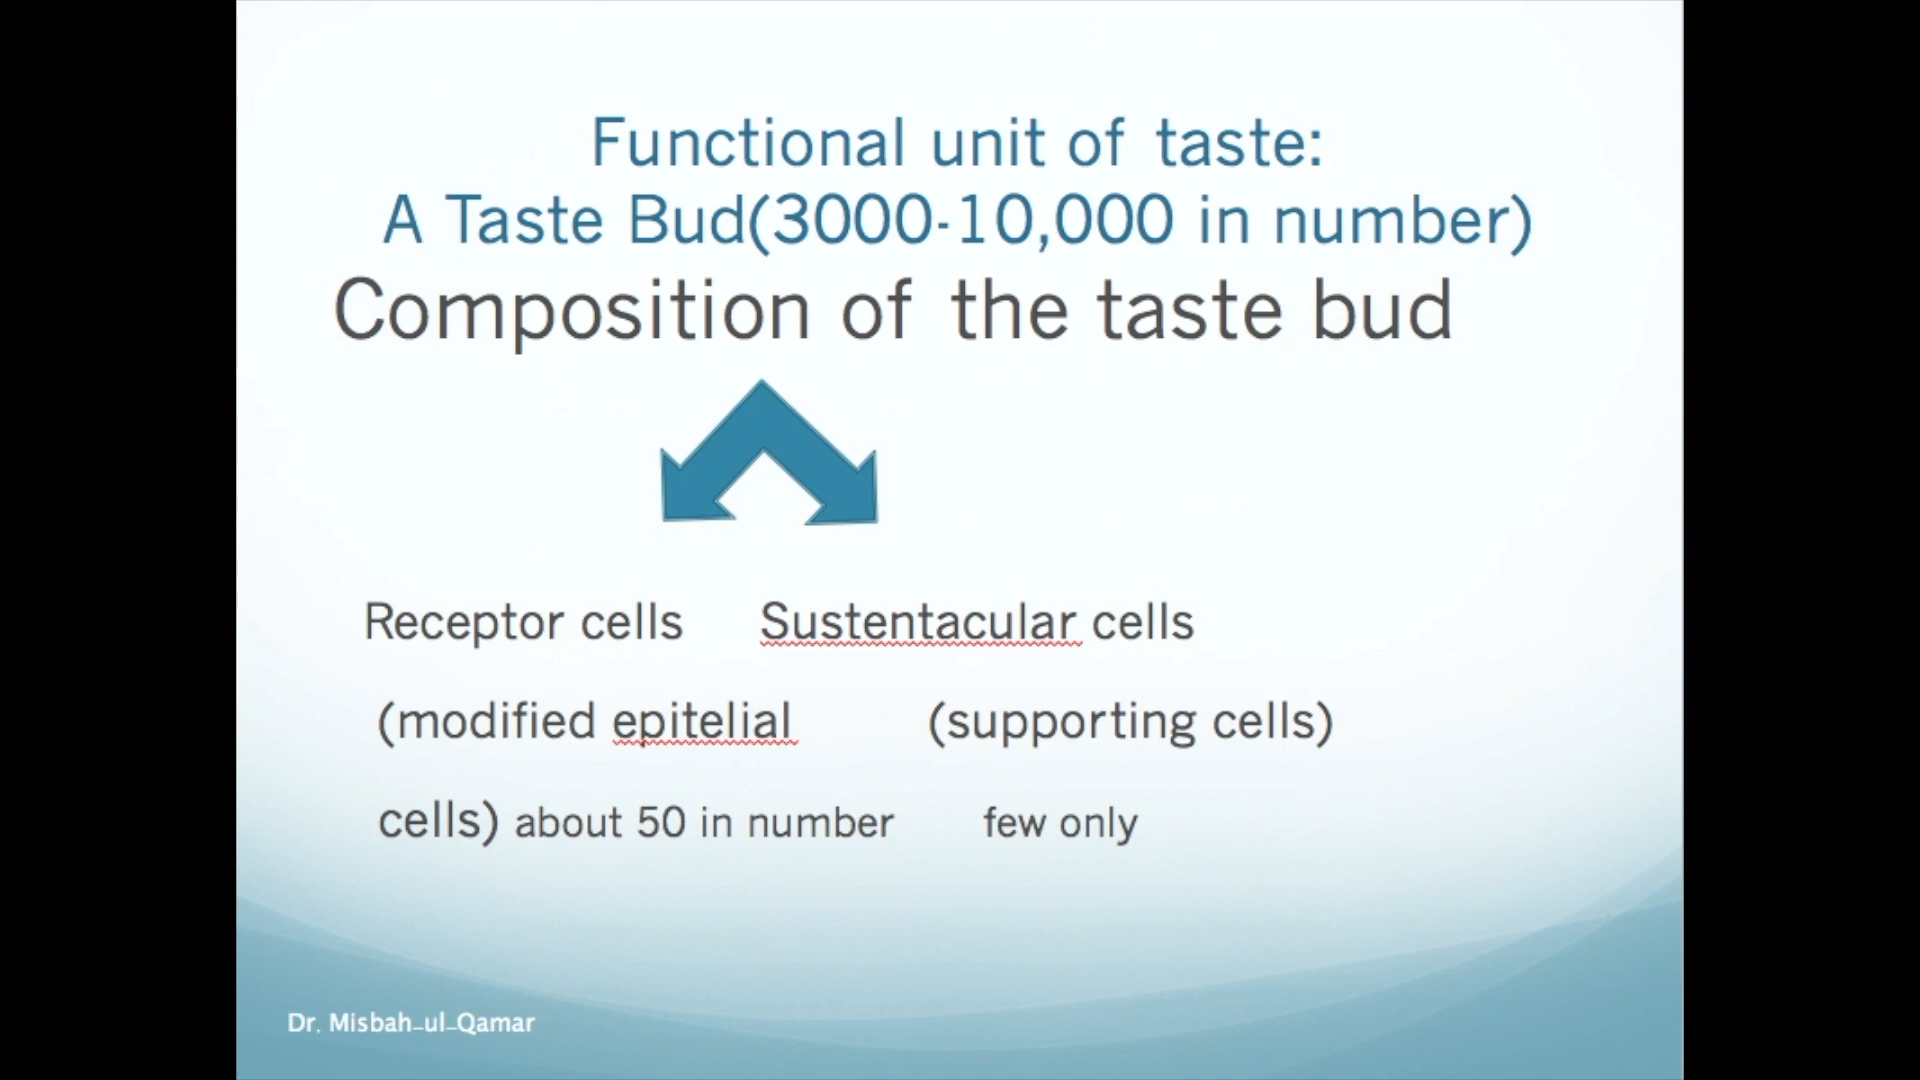 Functional unit of taste:
A Taste Bud(3000-10,000 in number)
Composition of the taste bud
Receptor cells Sustentacular cells
(modified epitelial (supporting cells)
cells) about 50 in number few only
Dr. Misbah-ul-Qamar